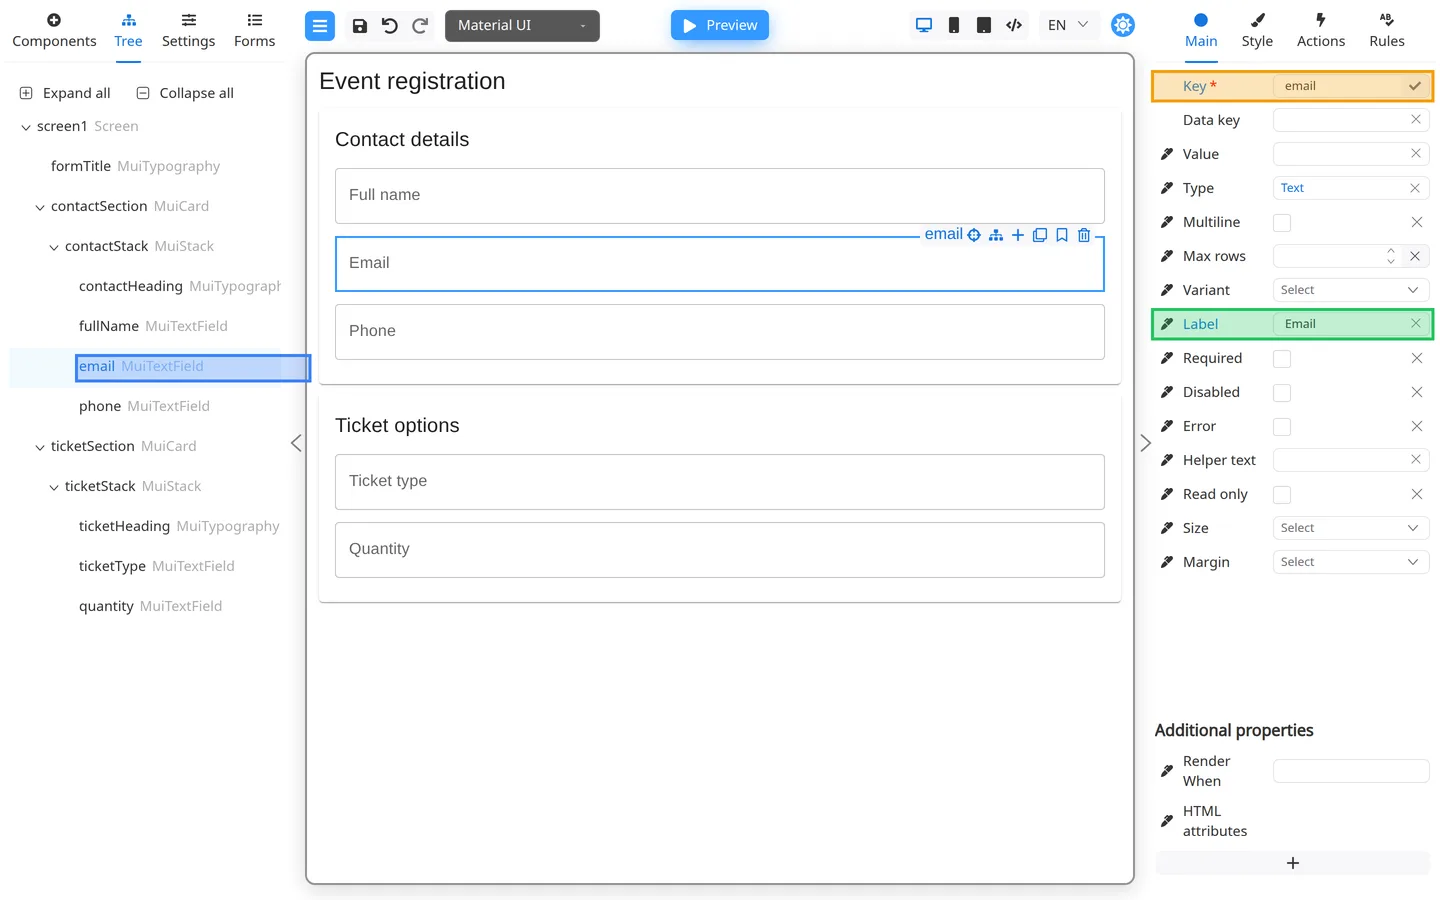 Components
Tree
Settings
Forms
Material UI
Preview
EN
Main
Style
Actions
AB
Rules
Expand all
Collapse all
screen1 Screen
formTitle MuiTypography
contactSection MuiCard
contactStack MuiStack
contactHeading MuiTypograph
fullName MuiTextField
email MuiTextField
phone MuiTextField
ticketSection MuiCard
ticketStack MuiStack
ticketHeading MuiTypography
ticketType MuiTextField
quantity MuiTextField
Event registration
Contact details
Full name
email
Email
Phone
Ticket options
Ticket type
Quantity
Key * email
Data key
Value
Type Text
Multiline
Max rows
Variant Select
Label Email
Required
Disabled
Error
Helper text
Read only
Size Select
Margin Select
Additional properties
Render
When
HTML
attributes